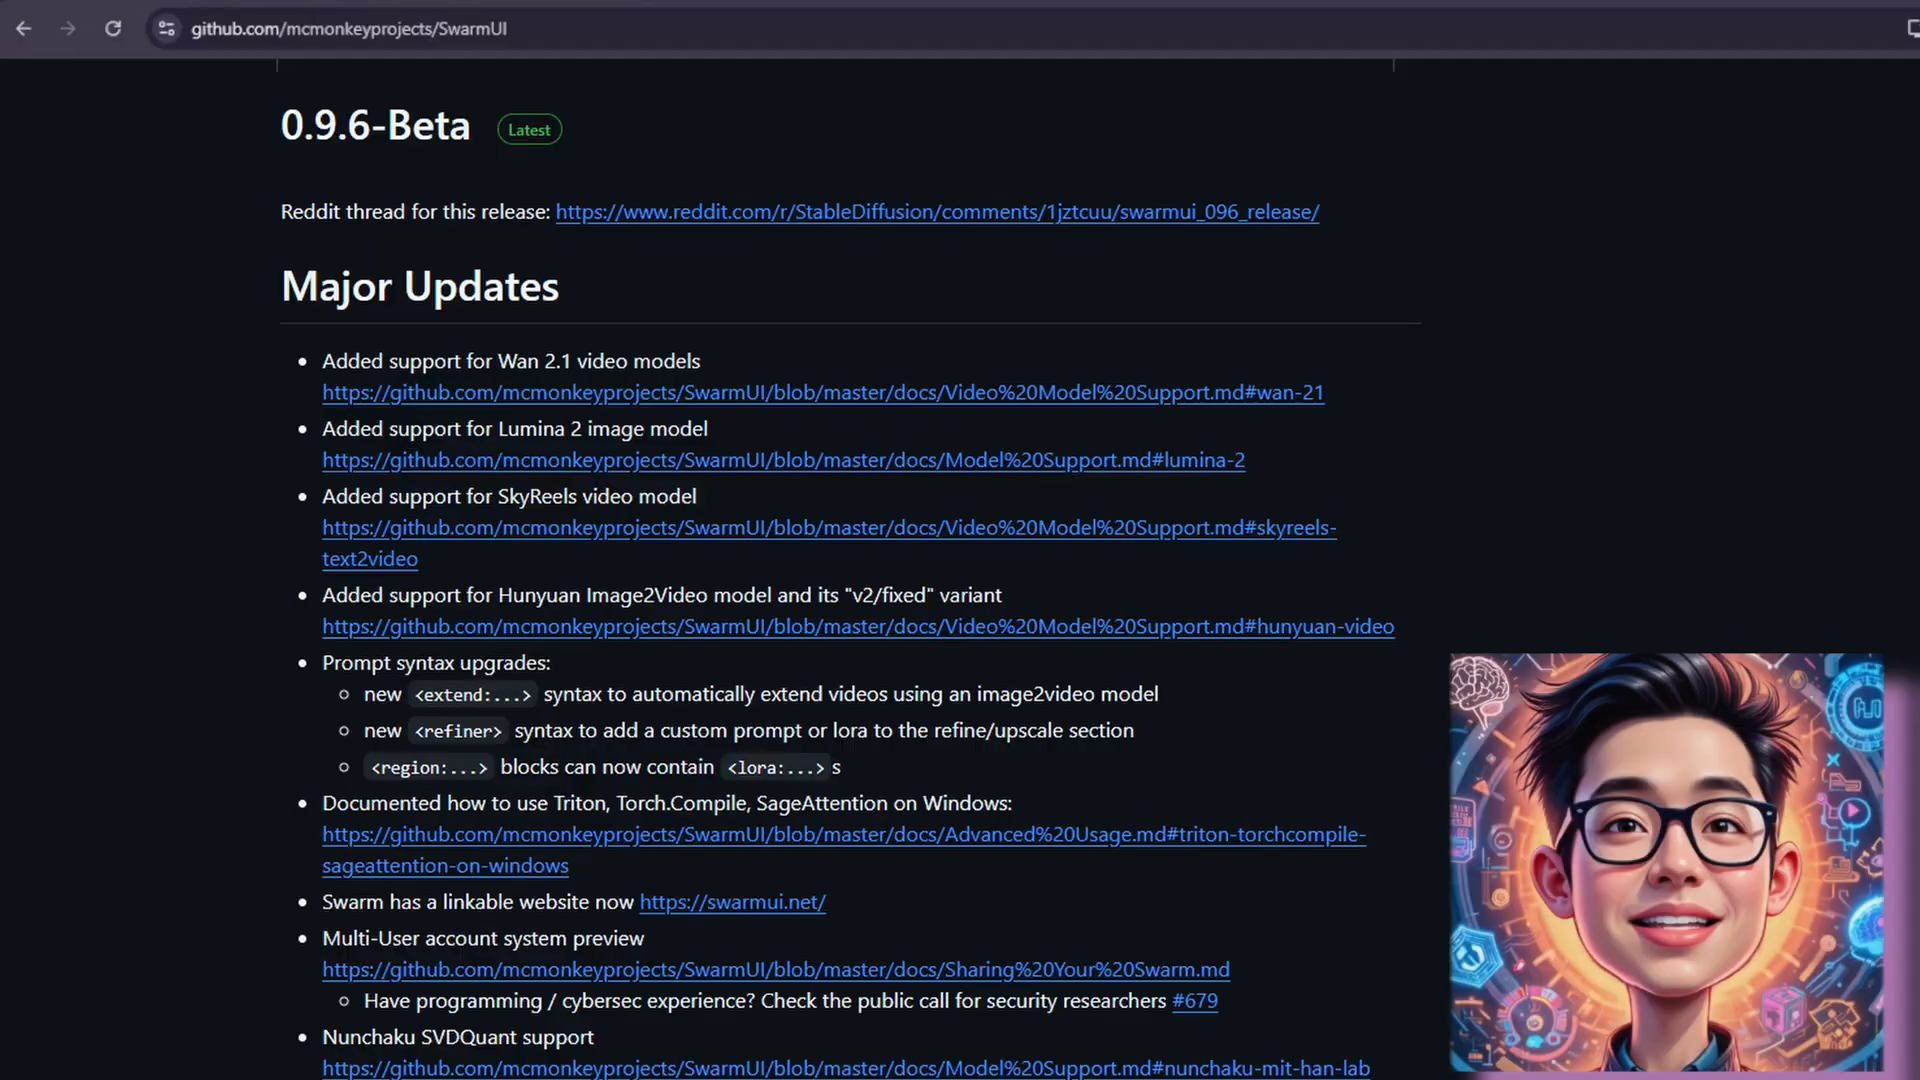 github.com/mcmonkeyprojects/SwarmUI
0.9.6-Beta Latest
Reddit thread for this release: https://www.reddit.com/r/StableDiffusion/comments/1jztcuu/swarmui_096_release/
Major Updates
Added support for Wan 2.1 video models
https://github.com/mcmonkeyprojects/SwarmUI/blob/master/docs/Video%20Model%20Support.md#wan-21
Added support for Lumina 2 image model
https://github.com/mcmonkeyprojects/SwarmUI/blob/master/docs/Model%20Support.md#lumina-2
Added support for SkyReels video model
https://github.com/mcmonkeyprojects/SwarmUI/blob/master/docs/Video%20Model%20Support.md#skyreels-
text2video
Added support for Hunyuan Image2Video model and its "v2/fixed" variant
https://github.com/mcmonkeyprojects/SwarmUI/blob/master/docs/Video%20Model%20Support.md#hunyuan-video
Prompt syntax upgrades:
new <extend:...> syntax to automatically extend videos using an image2video model
new <refiner> syntax to add a custom prompt or lora to the refine/upscale section
<region:...> blocks can now contain <lora:...> s
Documented how to use Triton, Torch.Compile, SageAttention on Windows:
https://github.com/mcmonkeyprojects/SwarmUI/blob/master/docs/Advanced%20Usage.md#triton-torchcompile-
sageattention-on-windows
Swarm has a linkable website now https://swarmui.net/
Multi-User account system preview
https://github.com/mcmonkeyprojects/SwarmUI/blob/master/docs/Sharing%20Your%20Swarm.md
Have programming / cybersec experience? Check the public call for security researchers #679
Nunchaku SVDQuant support
https://github.com/mcmonkeyprojects/SwarmUI/blob/master/docs/Model%20Support.md#nunchaku-mit-han-lab